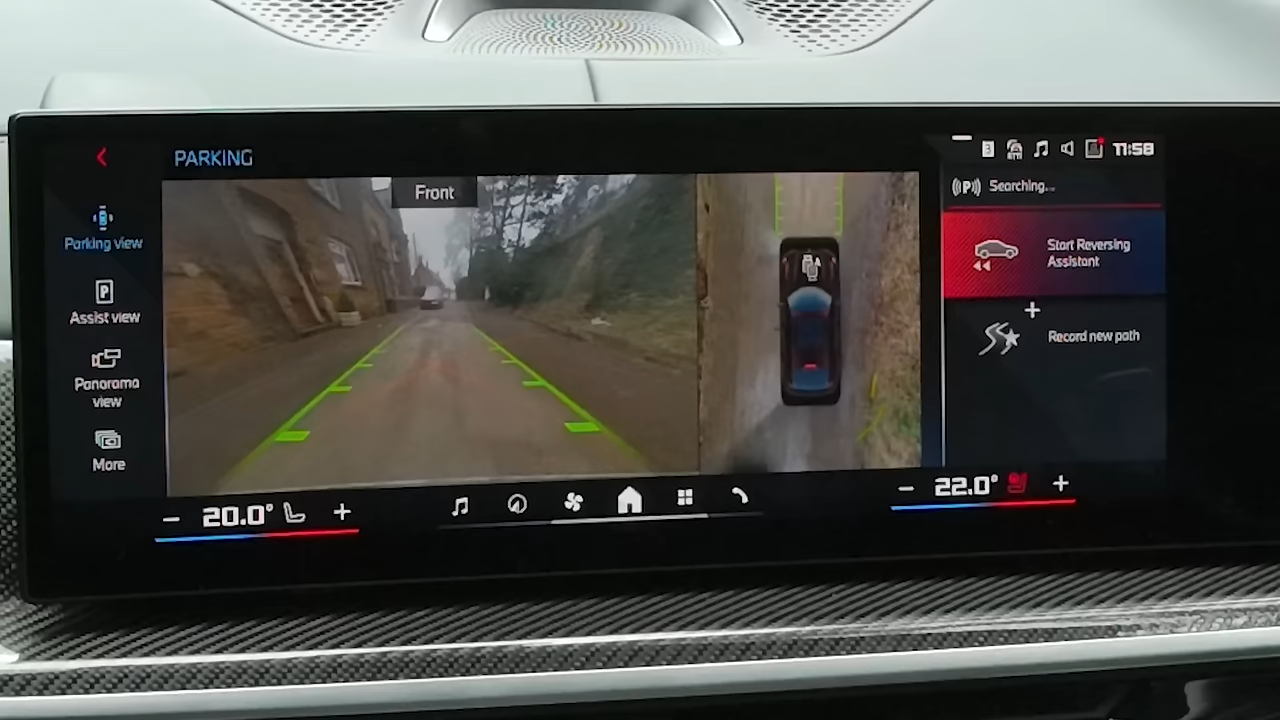 PARKING
Front
3
11:58
Parking view
P
Assist view
Panorama
view
More
(P) Searching...
Start Reversing
Assistant
Record new path
− 20.0° +
− 22.0° +